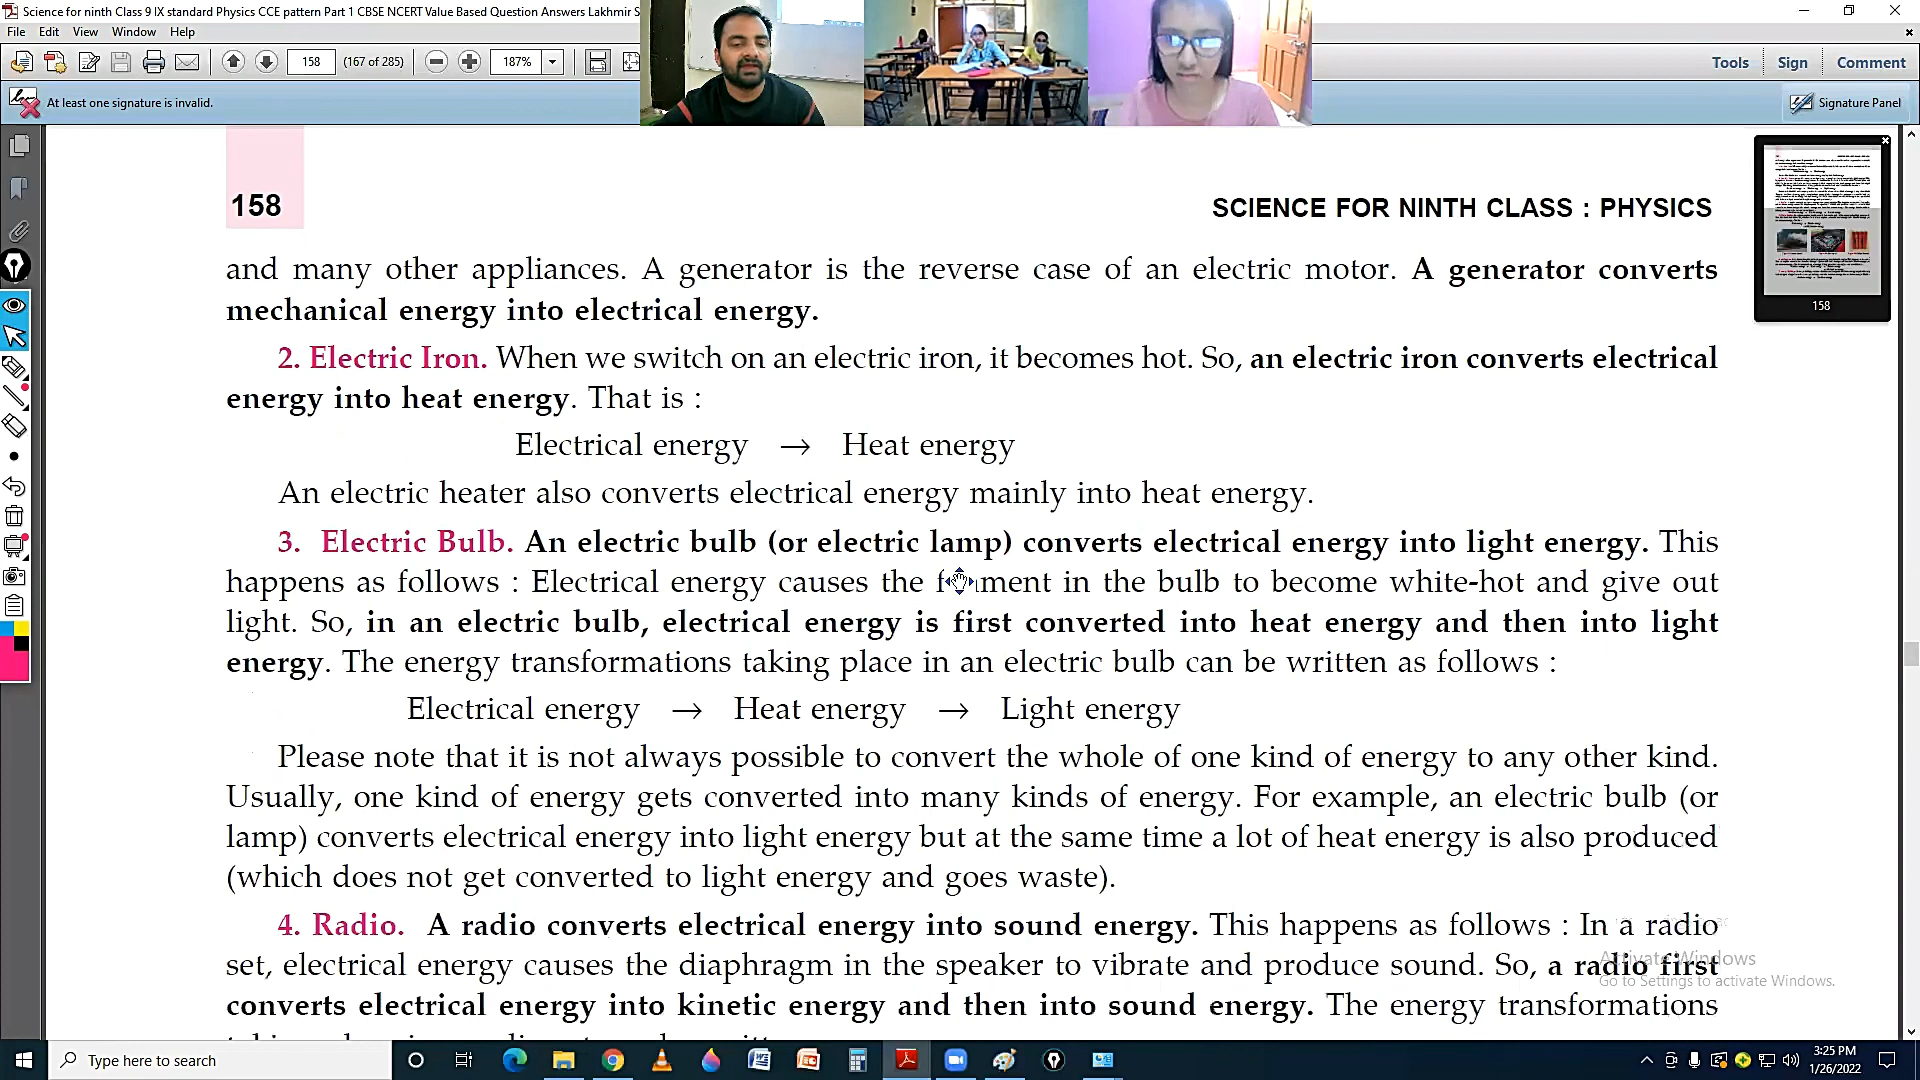 Science for ninth Class 9 IX standard Physics CCE pattern Part 1 CBSE NCERT Value Based Question Answers Lakhmir S
File Edit View Window Help
158 (167 of 285) 187% Tools Sign Comment
At least one signature is invalid. Signature Panel
158 SCIENCE FOR NINTH CLASS : PHYSICS
and many other appliances. A generator is the reverse case of an electric motor. A generator converts
mechanical energy into electrical energy.
2. Electric Iron. When we switch on an electric iron, it becomes hot. So, an electric iron converts electrical
energy into heat energy. That is :
Electrical energy → Heat energy
An electric heater also converts electrical energy mainly into heat energy.
3. Electric Bulb. An electric bulb (or electric lamp) converts electrical energy into light energy. This
happens as follows : Electrical energy causes the filament in the bulb to become white-hot and give out
light. So, in an electric bulb, electrical energy is first converted into heat energy and then into light
energy. The energy transformations taking place in an electric bulb can be written as follows :
Electrical energy → Heat energy → Light energy
Please note that it is not always possible to convert the whole of one kind of energy to any other kind.
Usually, one kind of energy gets converted into many kinds of energy. For example, an electric bulb (or
lamp) converts electrical energy into light energy but at the same time a lot of heat energy is also produced
(which does not get converted to light energy and goes waste).
4. Radio. A radio converts electrical energy into sound energy. This happens as follows : In a radio
set, electrical energy causes the diaphragm in the speaker to vibrate and produce sound. So, a radio first
converts electrical energy into kinetic energy and then into sound energy. The energy transformations
158
Activate Windows
Go to Settings to activate Windows.
Type here to search
3:25 PM
1/26/2022